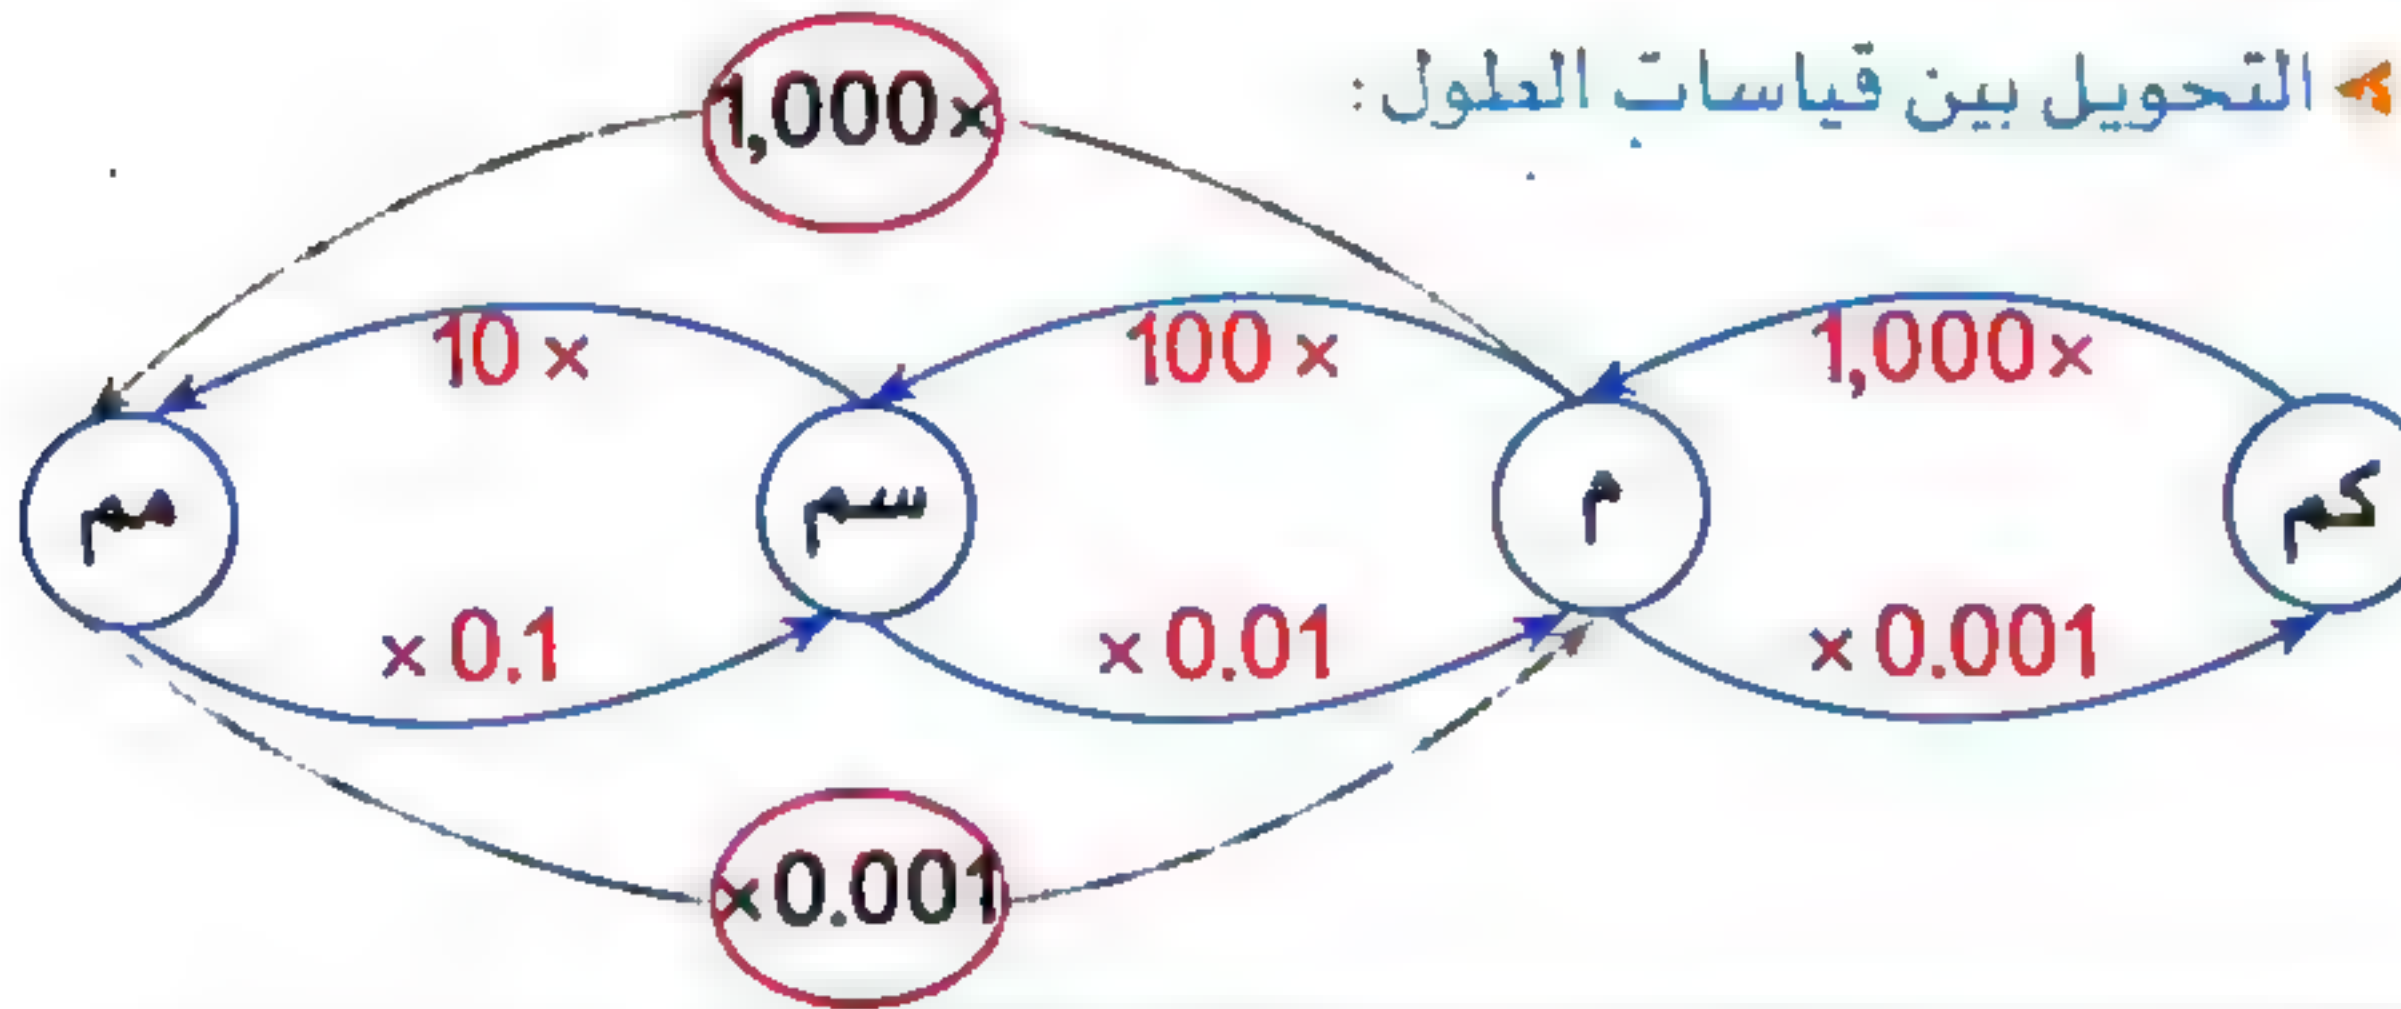 التحويل بين قياسات الطول:
1,000×
10 ×
100 ×
1,000×
كم
م
سم
مم
× 0.1
× 0.01
× 0.001
×0.001